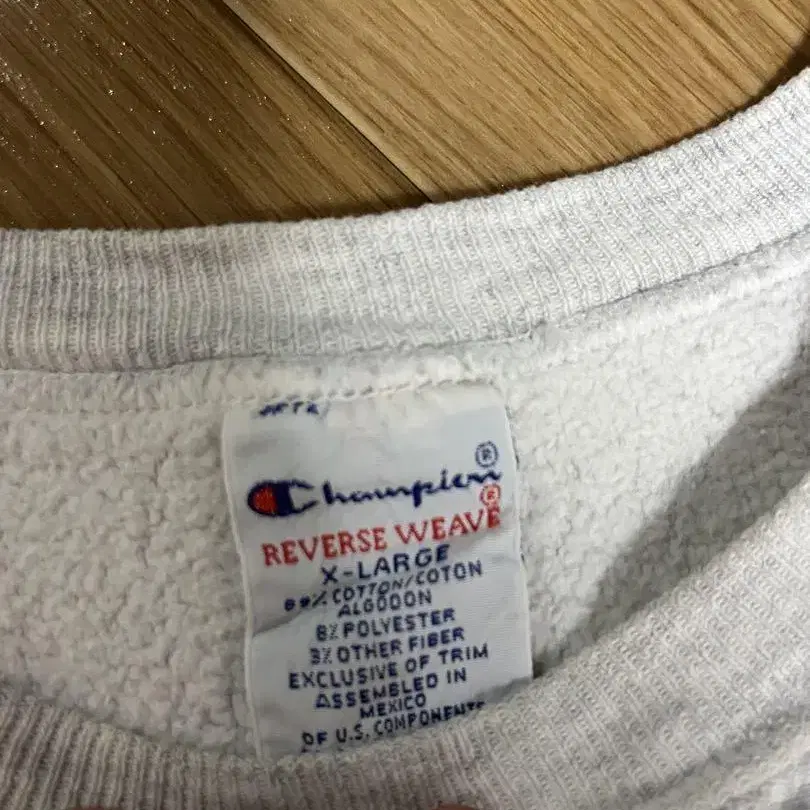 Champion®
REVERSE WEAVE®
X-LARGE
89% COTTON/COTON
ALGODON
8% POLYESTER
3% OTHER FIBER
EXCLUSIVE OF TRIM
ASSEMBLED IN
MEXICO
OF U.S. COMPONENTS